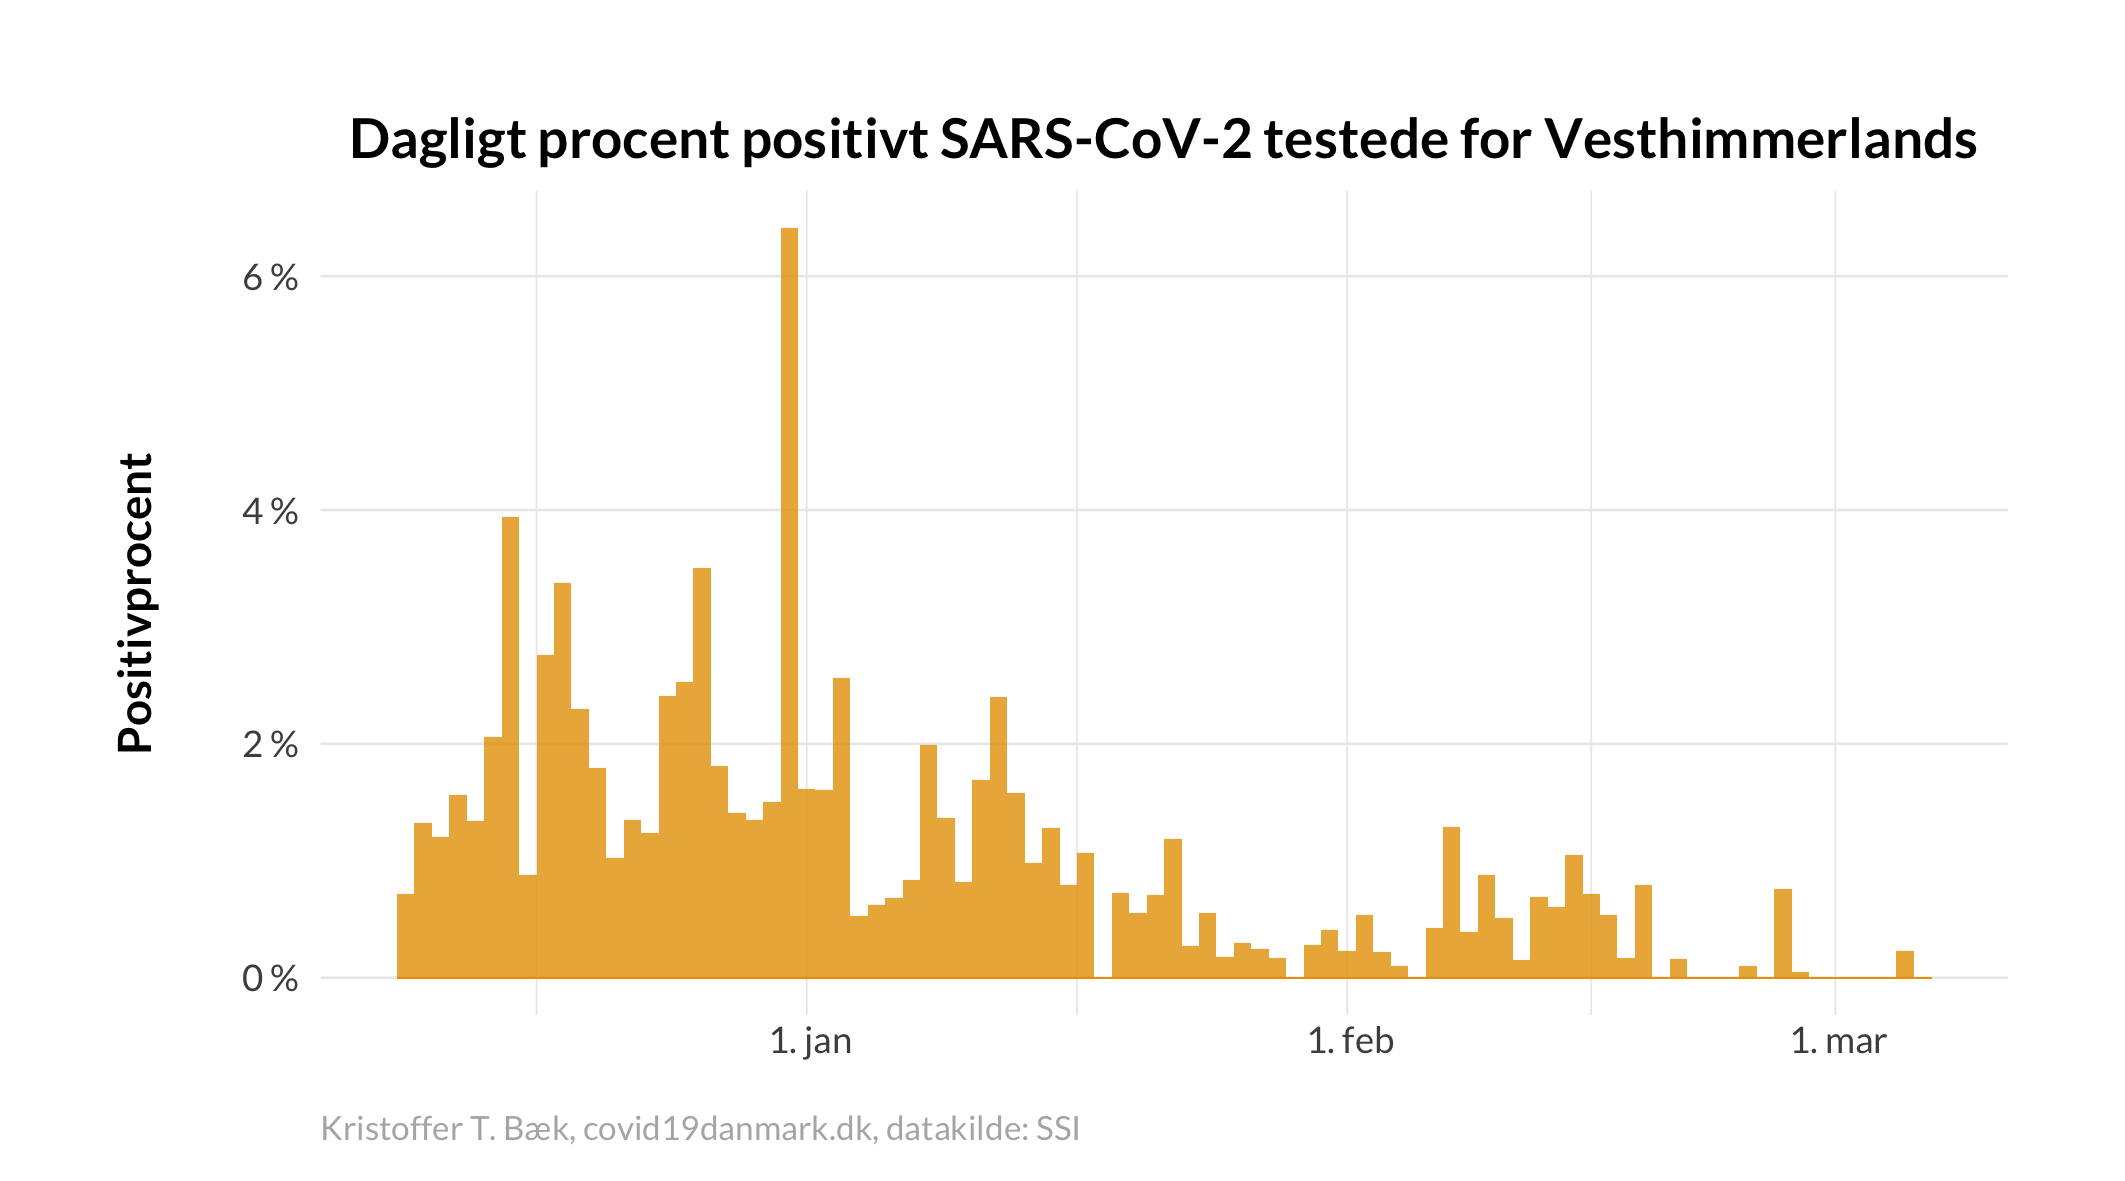 Dagligt procent positivt SARS-CoV-2 testede for Vesthimmerlands
Positivprocent
6 %
4 %
2 %
0 %
1. jan
1. feb
1. mar
Kristoffer T. Bæk, covid19danmark.dk, datakilde: SSI